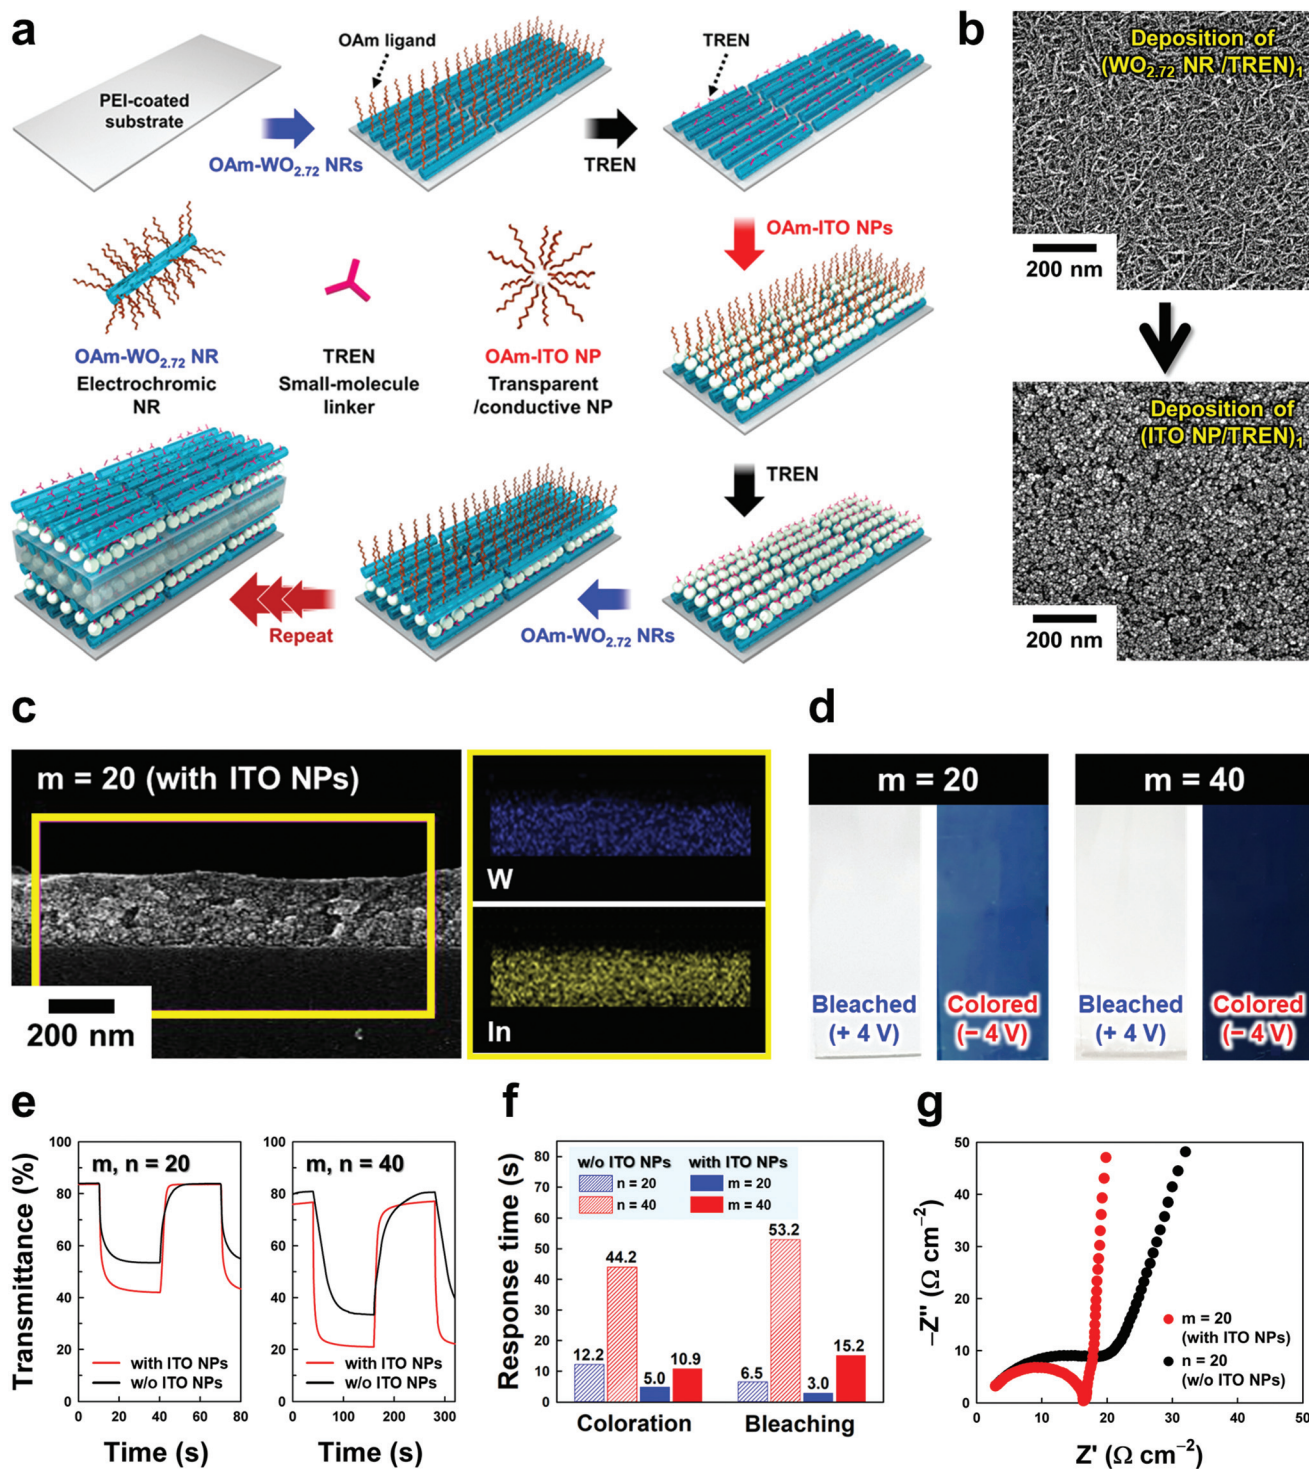 a
PEI-coated
substrate
OAm-WO2.72 NRs
OAm ligand
TREN
TREN
OAm-ITO NPs
OAm-WO2.72 NR
Electrochromic
NR
TREN
Small-molecule
linker
OAm-ITO NP
Transparent
/conductive NP
TREN
OAm-WO2.72 NRs
Repeat
b
Deposition of
(WO2.72 NR /TREN)1
200 nm
Deposition of
(ITO NP/TREN)1
200 nm
c
m = 20 (with ITO NPs)
200 nm
W
In
d
m = 20
Bleached
(+ 4 V)
Colored
(− 4 V)
m = 40
Bleached
(+ 4 V)
Colored
(− 4 V)
e
Transmittance (%)
100
80
60
40
20
0
m, n = 20
with ITO NPs
w/o ITO NPs
0 20 40 60 80
Time (s)
100
80
60
40
20
0
m, n = 40
with ITO NPs
w/o ITO NPs
0 100 200 300
Time (s)
f
Response time (s)
80
70
60
50
40
30
20
10
0
w/o ITO NPs with ITO NPs
n = 20 m = 20
n = 40 m = 40
12.2
44.2
5.0
10.9
6.5
53.2
3.0
15.2
Coloration Bleaching
g
−Z'' (Ω cm−2)
50
40
30
20
10
0
m = 20
(with ITO NPs)
n = 20
(w/o ITO NPs)
0 10 20 30 40 50
Z' (Ω cm−2)